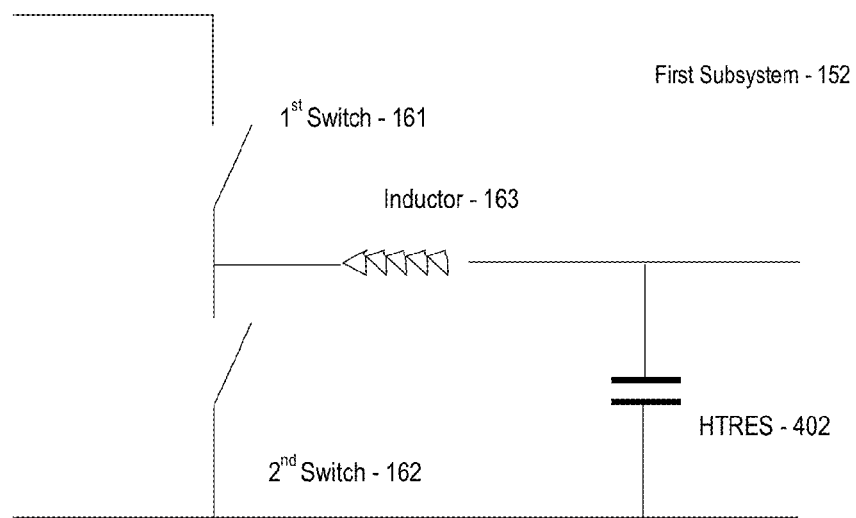 First Subsystem - 152
1st Switch - 161
Inductor - 163
HTRES - 402
2nd Switch - 162